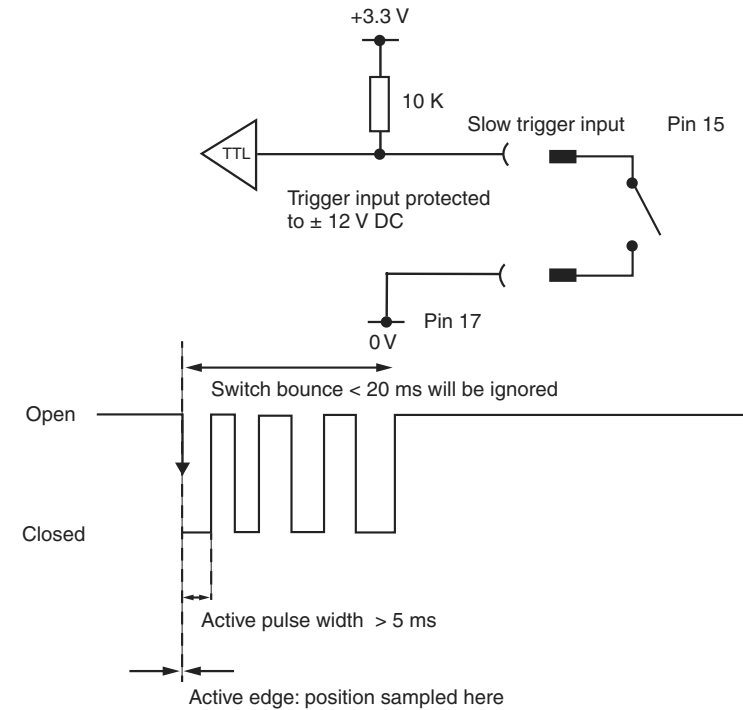 +3.3 V
10 K
Slow trigger input Pin 15
TTL
Trigger input protected
to ± 12 V DC
Pin 17
0 V
Switch bounce < 20 ms will be ignored
Open
Closed
Active pulse width > 5 ms
Active edge: position sampled here